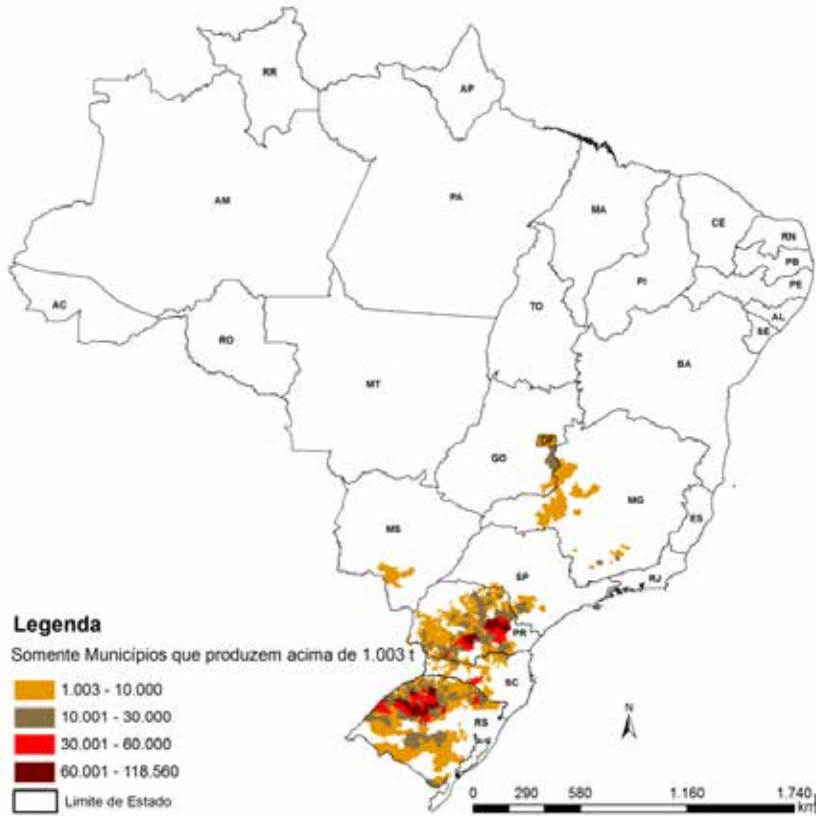 RR
AP
AM
PA
MA
CE
RN
PB
PE
AL
SE
PI
AC
TO
RO
BA
MT
DF
GO
MG
ES
MS
SP
RJ
PR
SC
RS
Legenda
Somente Municípios que produzem acima de 1.003 t
1.003 - 10.000
10.001 - 30.000
30.001 - 60.000
60.001 - 118.560
Limite de Estado
N
0 290 580 1.160 1.740
km